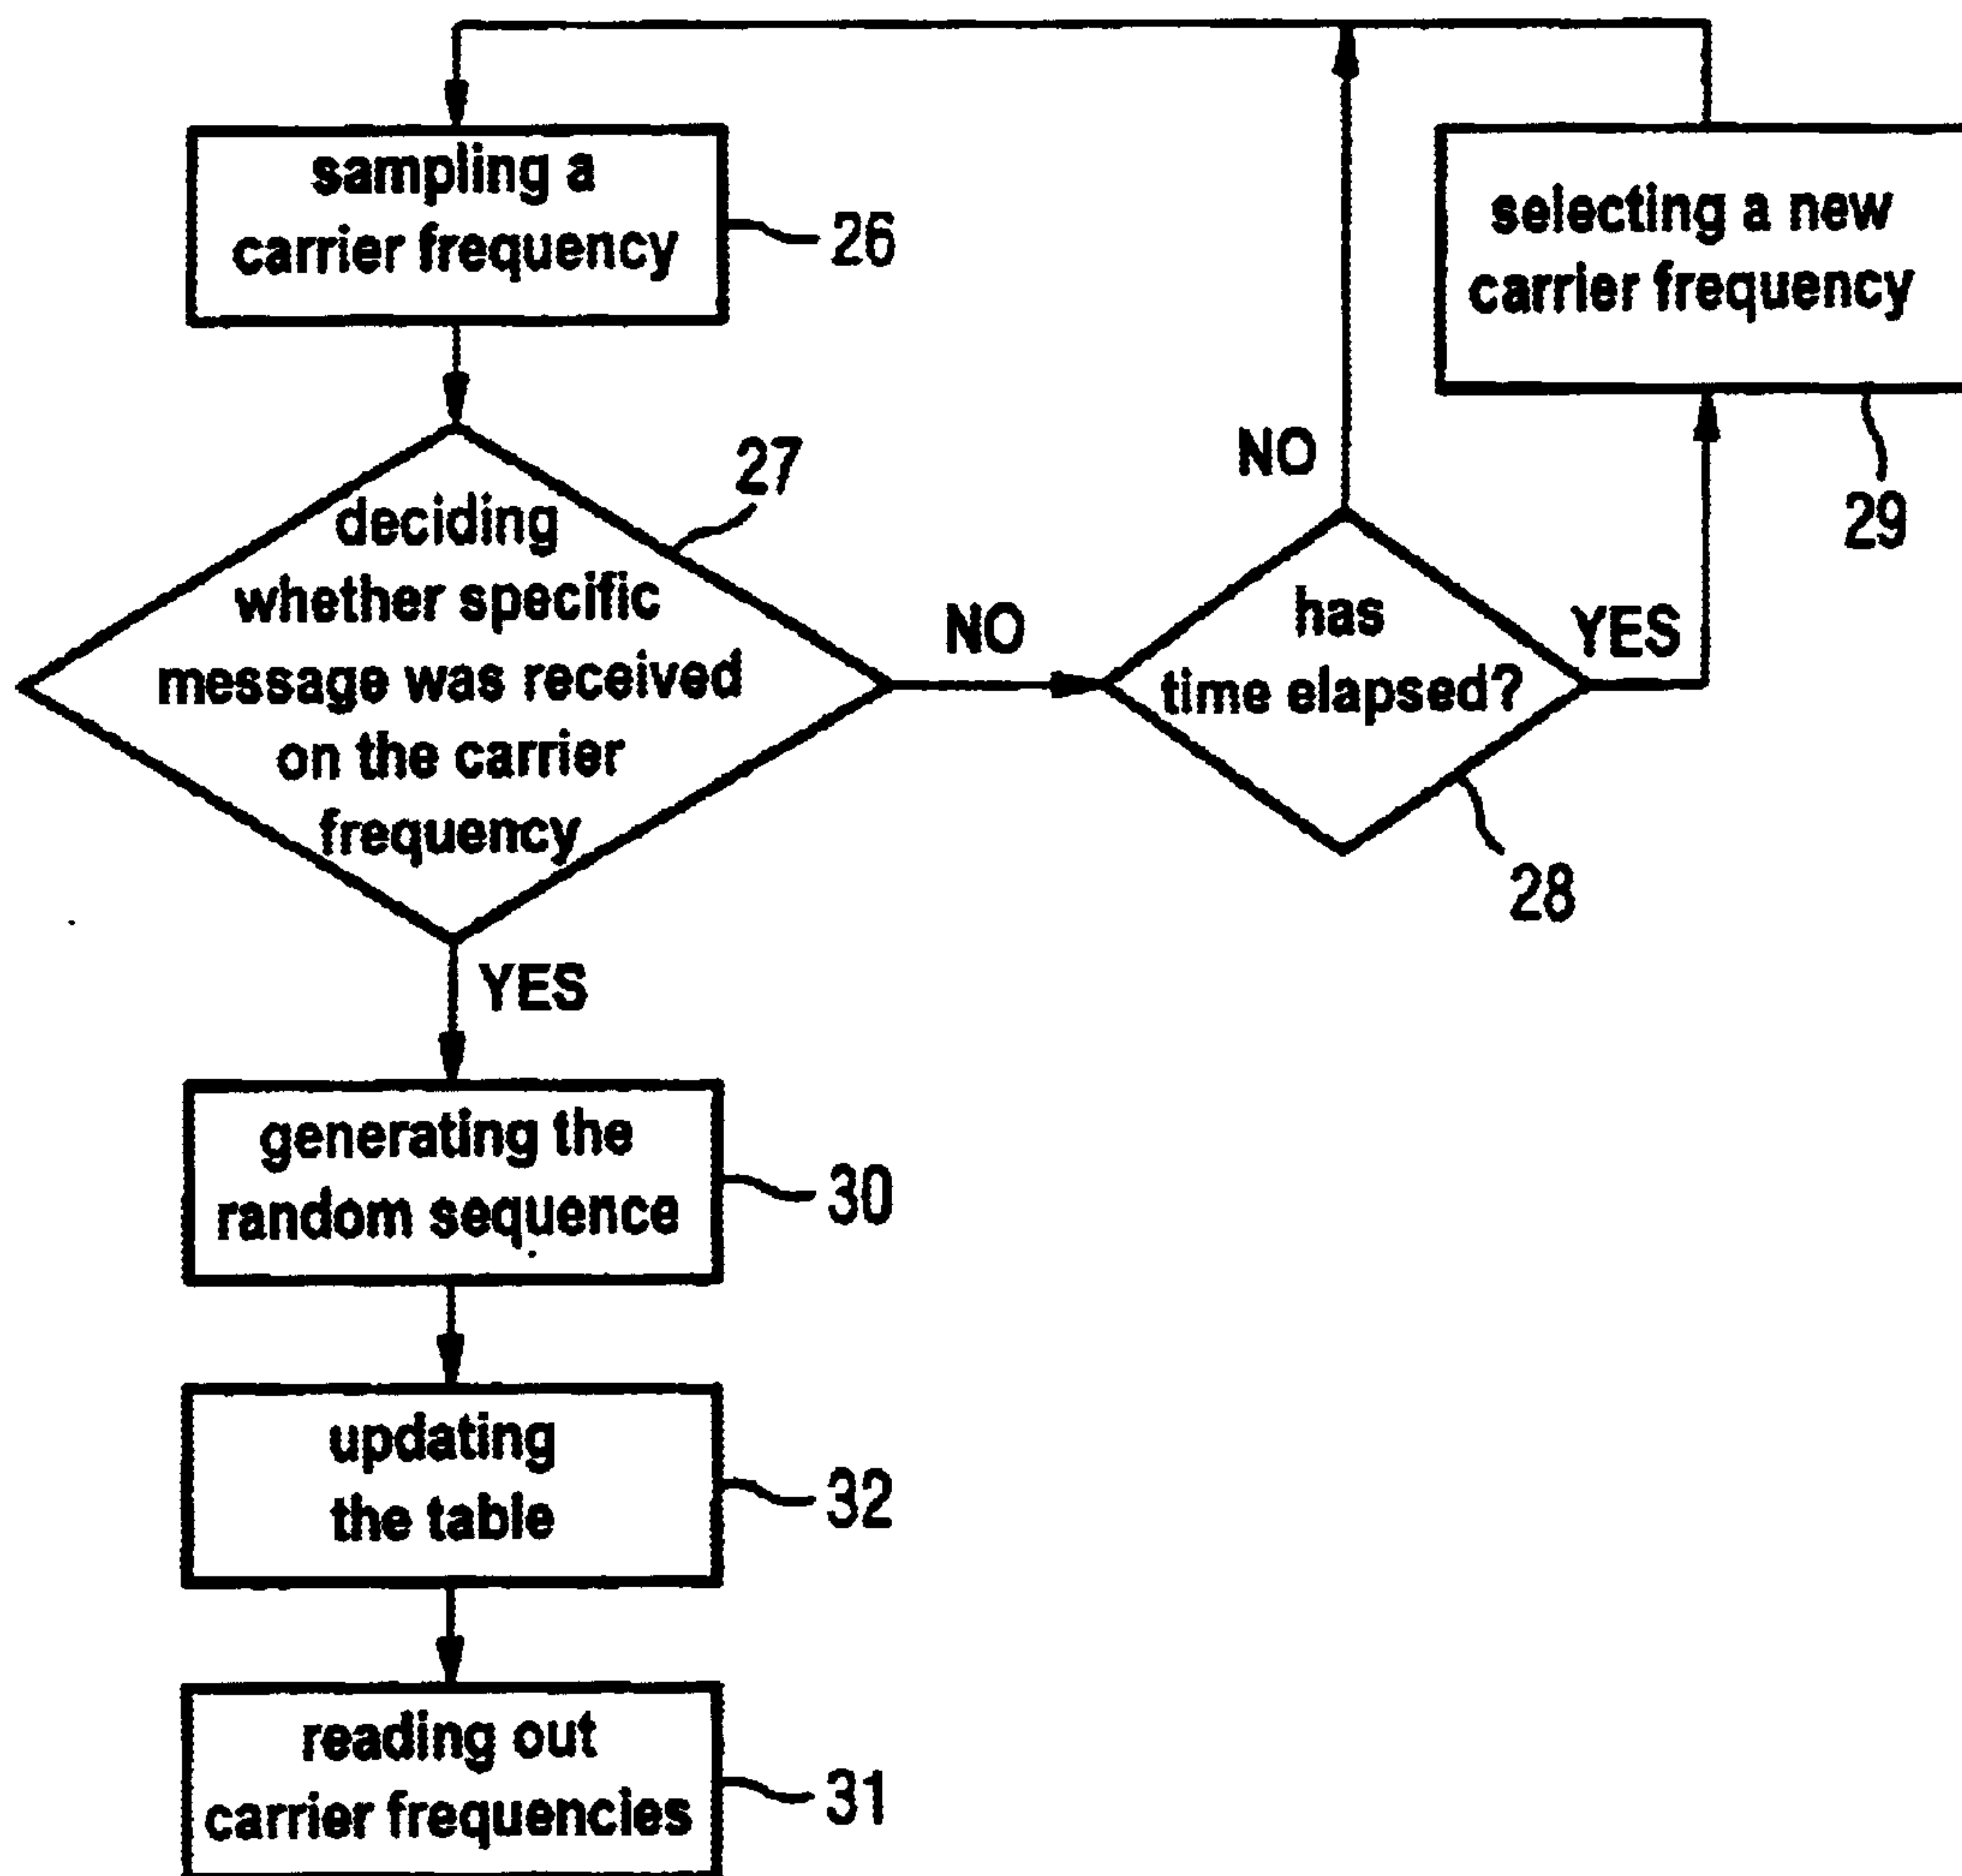 sampling a
carrier frequency
26
selecting a new
carrier frequency
29
27
deciding
whether specific
message was received
on the carrier
frequency
NO
NO
has
time elapsed?
YES
28
YES
generating the
random sequence
30
updating
the table
32
reading out
carrier frequencies
31